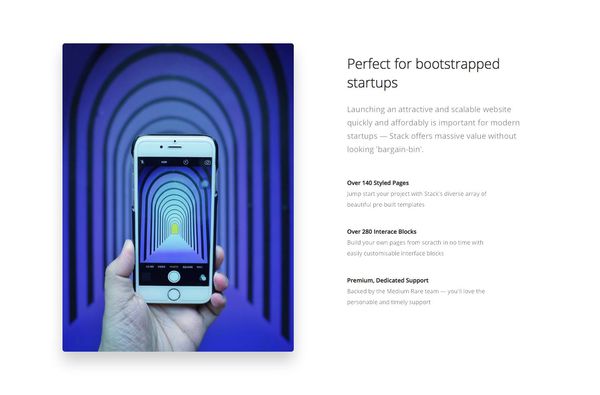 Perfect for bootstrapped
startups
Launching an attractive and scalable website
quickly and affordably is important for modern
startups — Stack offers massive value without
looking 'bargain-bin'.
Over 140 Styled Pages
Jump start your project with Stack's diverse array of
beautiful pre built templates
Over 280 Interace Blocks
Build your own pages from scracth in no time with
easily customisable interface blocks
Premium, Dedicated Support
Backed by the Medium Rare team — you'll love the
personable and timely support